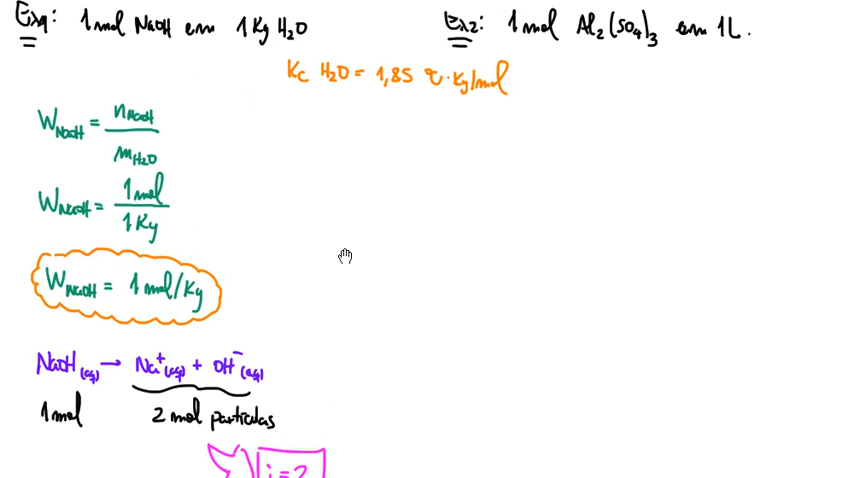 Ex1: 1 mol NaOH em 1 Kg H2O
Ex2: 1 mol Al2(SO4)3 em 1L.
Kc H2O = 1,85 °C·Kg/mol
WNaOH = nNaOH / mH2O
WNaOH = 1 mol / 1 Kg
WNaOH = 1 mol/Kg
NaOH (aq) → Na+(aq) + OH-(aq)
1 mol 2 mol particulas
i=2